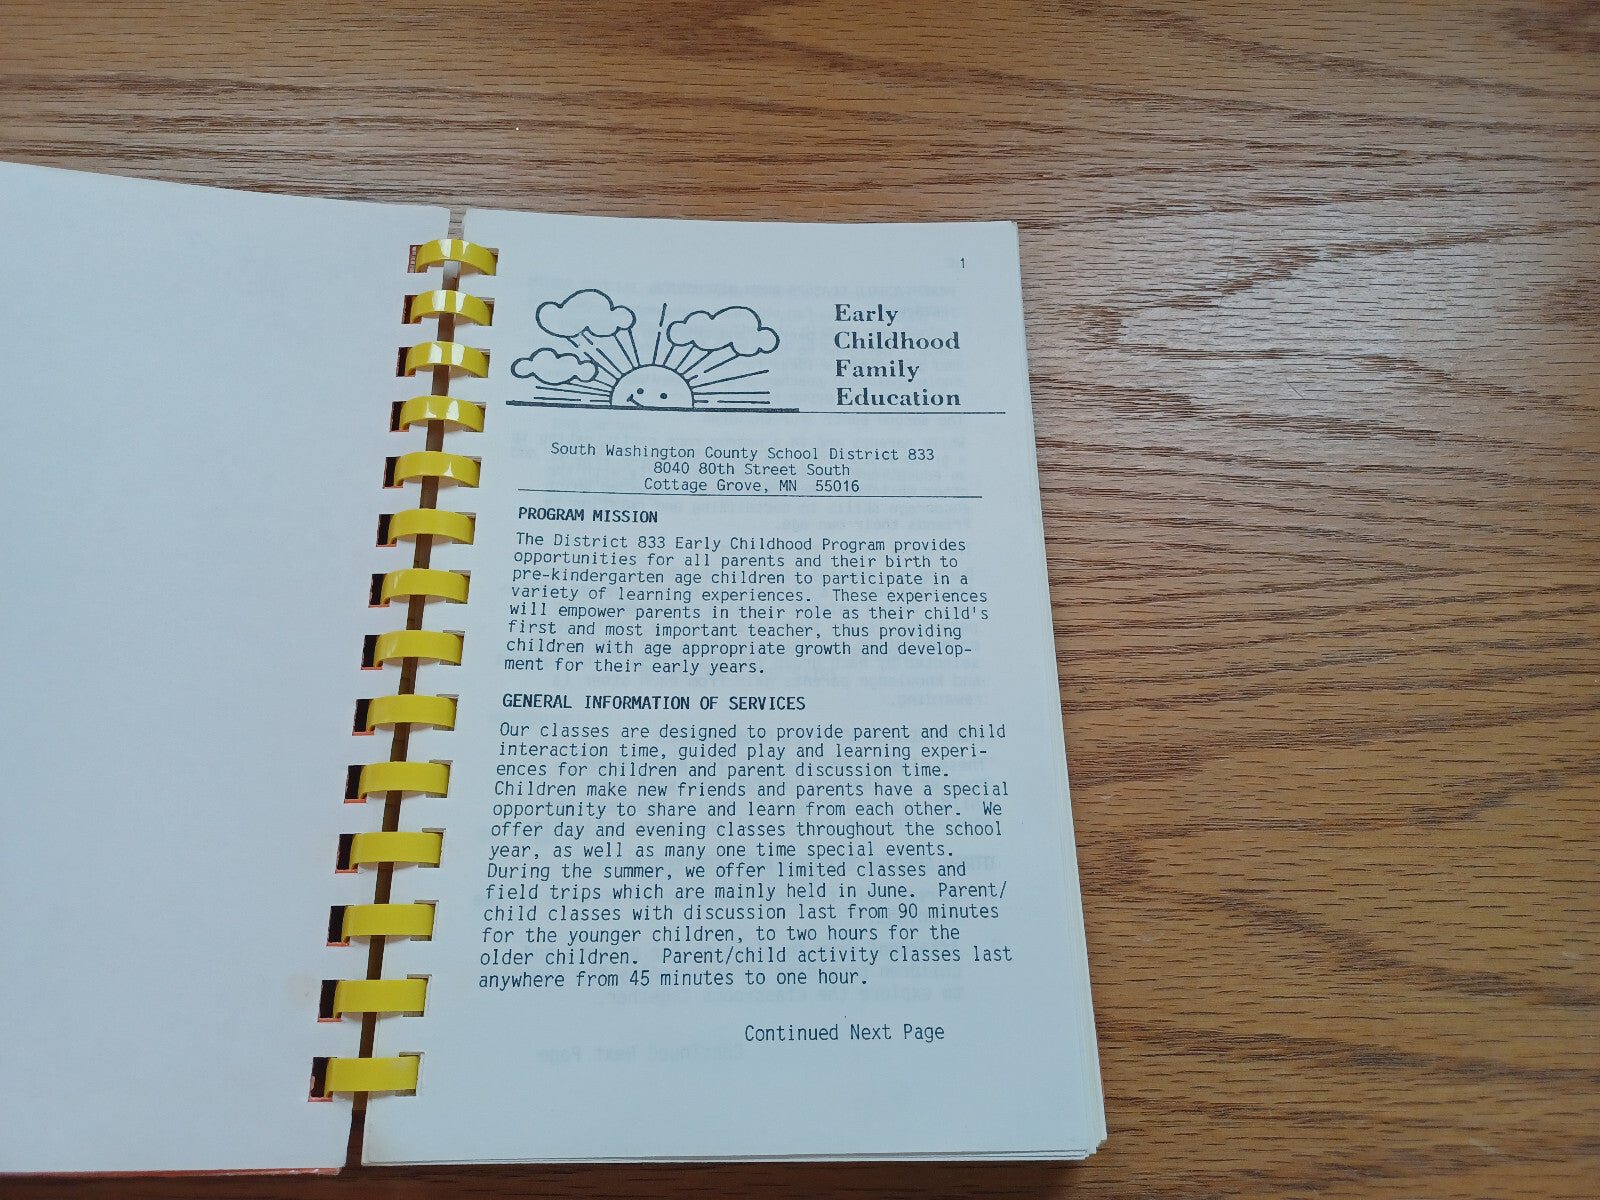 1
Early
Childhood
Family
Education
South Washington County School District 833
8040 80th Street South
Cottage Grove, MN  55016
PROGRAM MISSION
The District 833 Early Childhood Program provides
opportunities for all parents and their birth to
pre-kindergarten age children to participate in a
variety of learning experiences.  These experiences
will empower parents in their role as their child's
first and most important teacher, thus providing
children with age appropriate growth and develop-
ment for their early years.
GENERAL INFORMATION OF SERVICES
Our classes are designed to provide parent and child
interaction time, guided play and learning experi-
ences for children and parent discussion time.
Children make new friends and parents have a special
opportunity to share and learn from each other.  We
offer day and evening classes throughout the school
year, as well as many one time special events.
During the summer, we offer limited classes and
field trips which are mainly held in June.  Parent/
child classes with discussion last from 90 minutes
for the younger children, to two hours for the
older children.  Parent/child activity classes last
anywhere from 45 minutes to one hour.
Continued Next Page